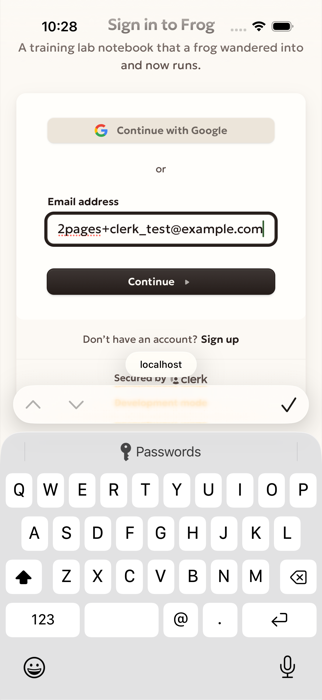 10:28
Sign in to Frog
A training lab notebook that a frog wandered into
and now runs.
Continue with Google
or
Email address
2pages+clerk_test@example.com
Continue
Don't have an account? Sign up
localhost
Secured by clerk
Development mode
Passwords
Q W E R T Y U I O P
A S D F G H J K L
Z X C V B N M
123 @ .